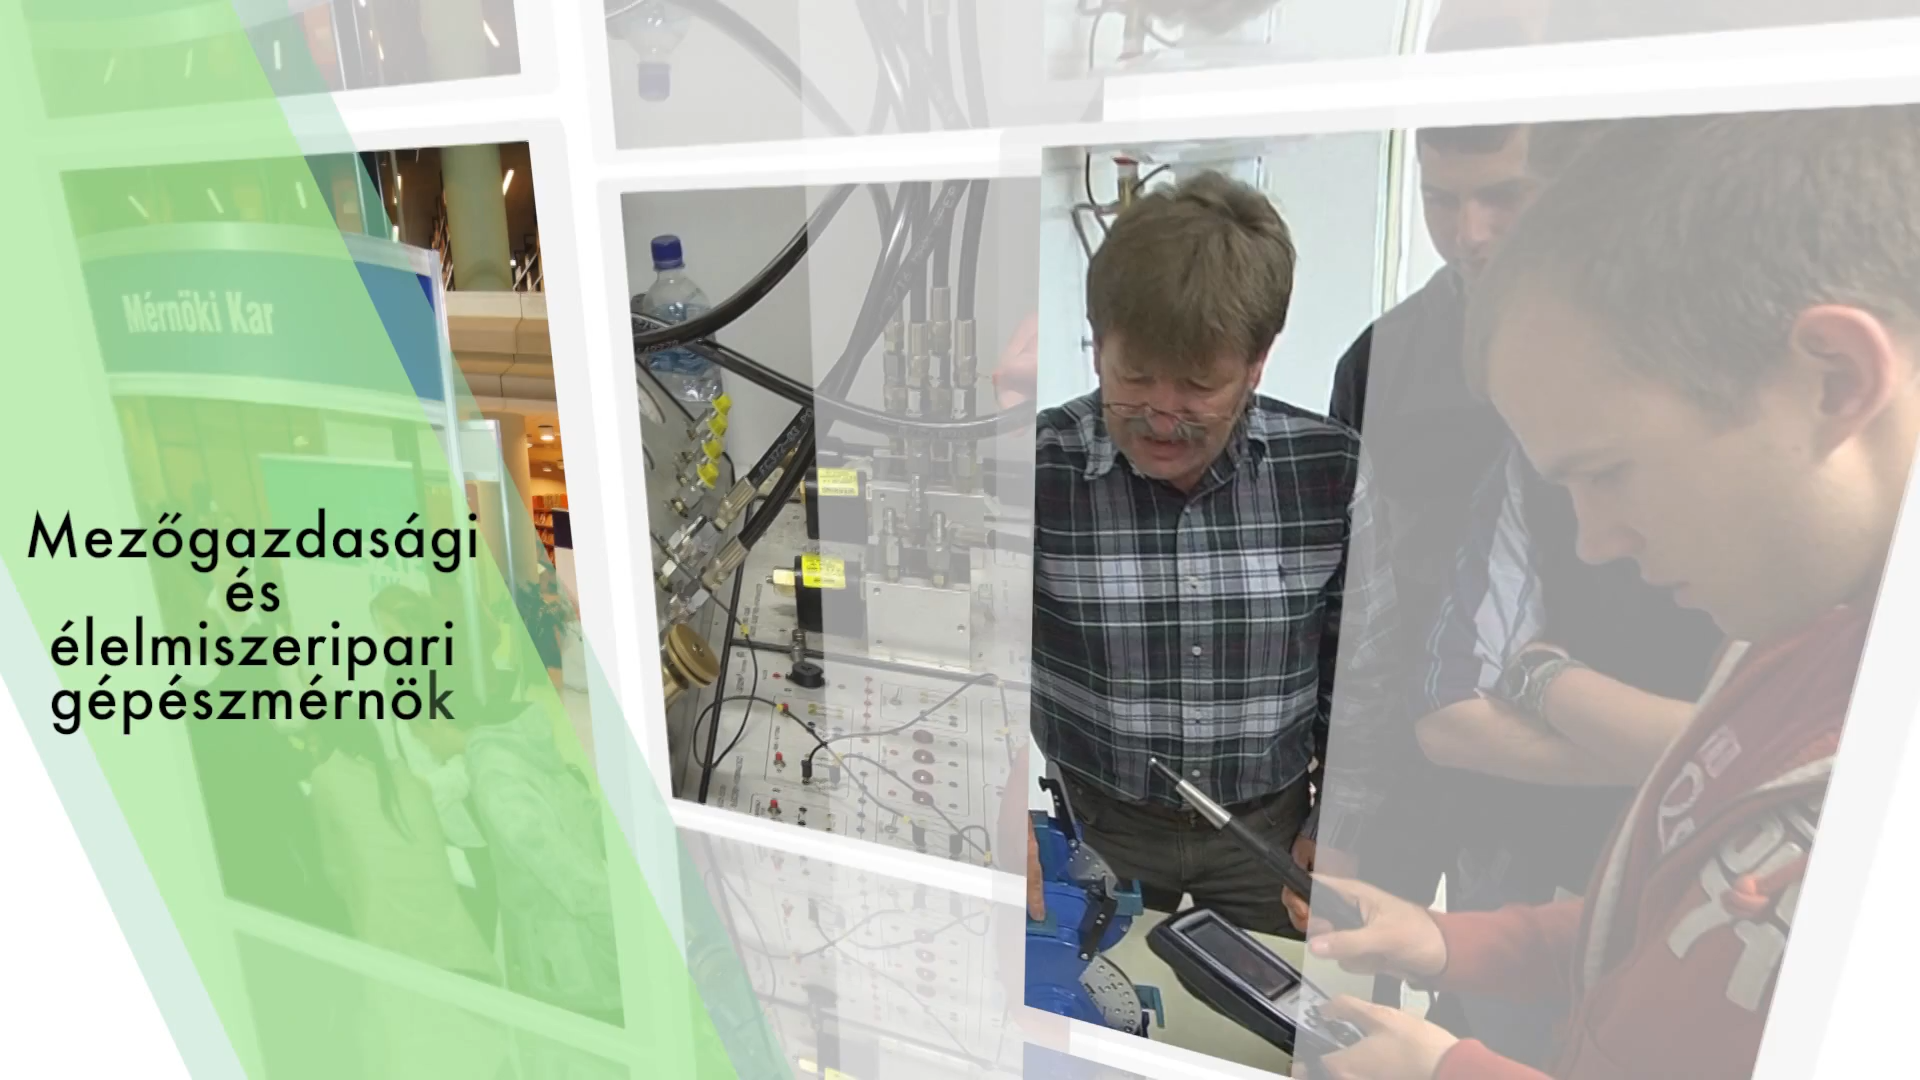 Mérnöki Kar
Mezőgazdasági
és
élelmiszeripari
gépészmérnök